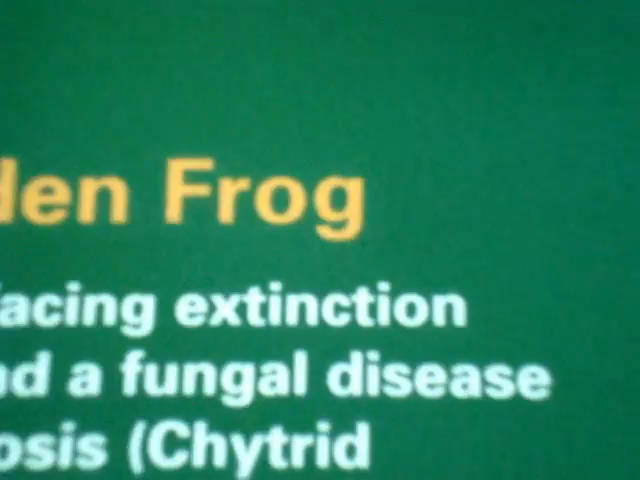 den Frog
facing extinction
nd a fungal disease
osis (Chytrid